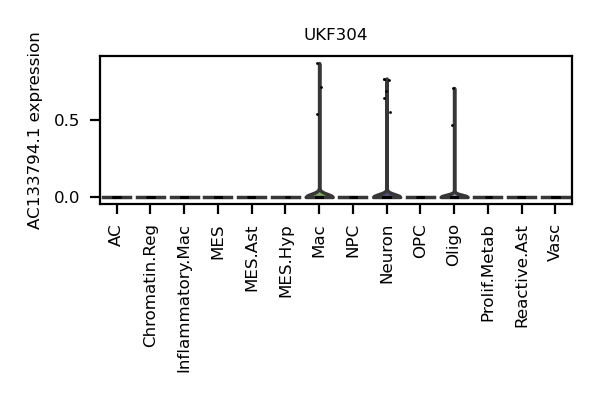 UKF304
AC133794.1 expression
0.5
0.0
AC
Chromatin.Reg
Inflammatory.Mac
MES
MES.Ast
MES.Hyp
Mac
NPC
Neuron
OPC
Oligo
Prolif.Metab
Reactive.Ast
Vasc